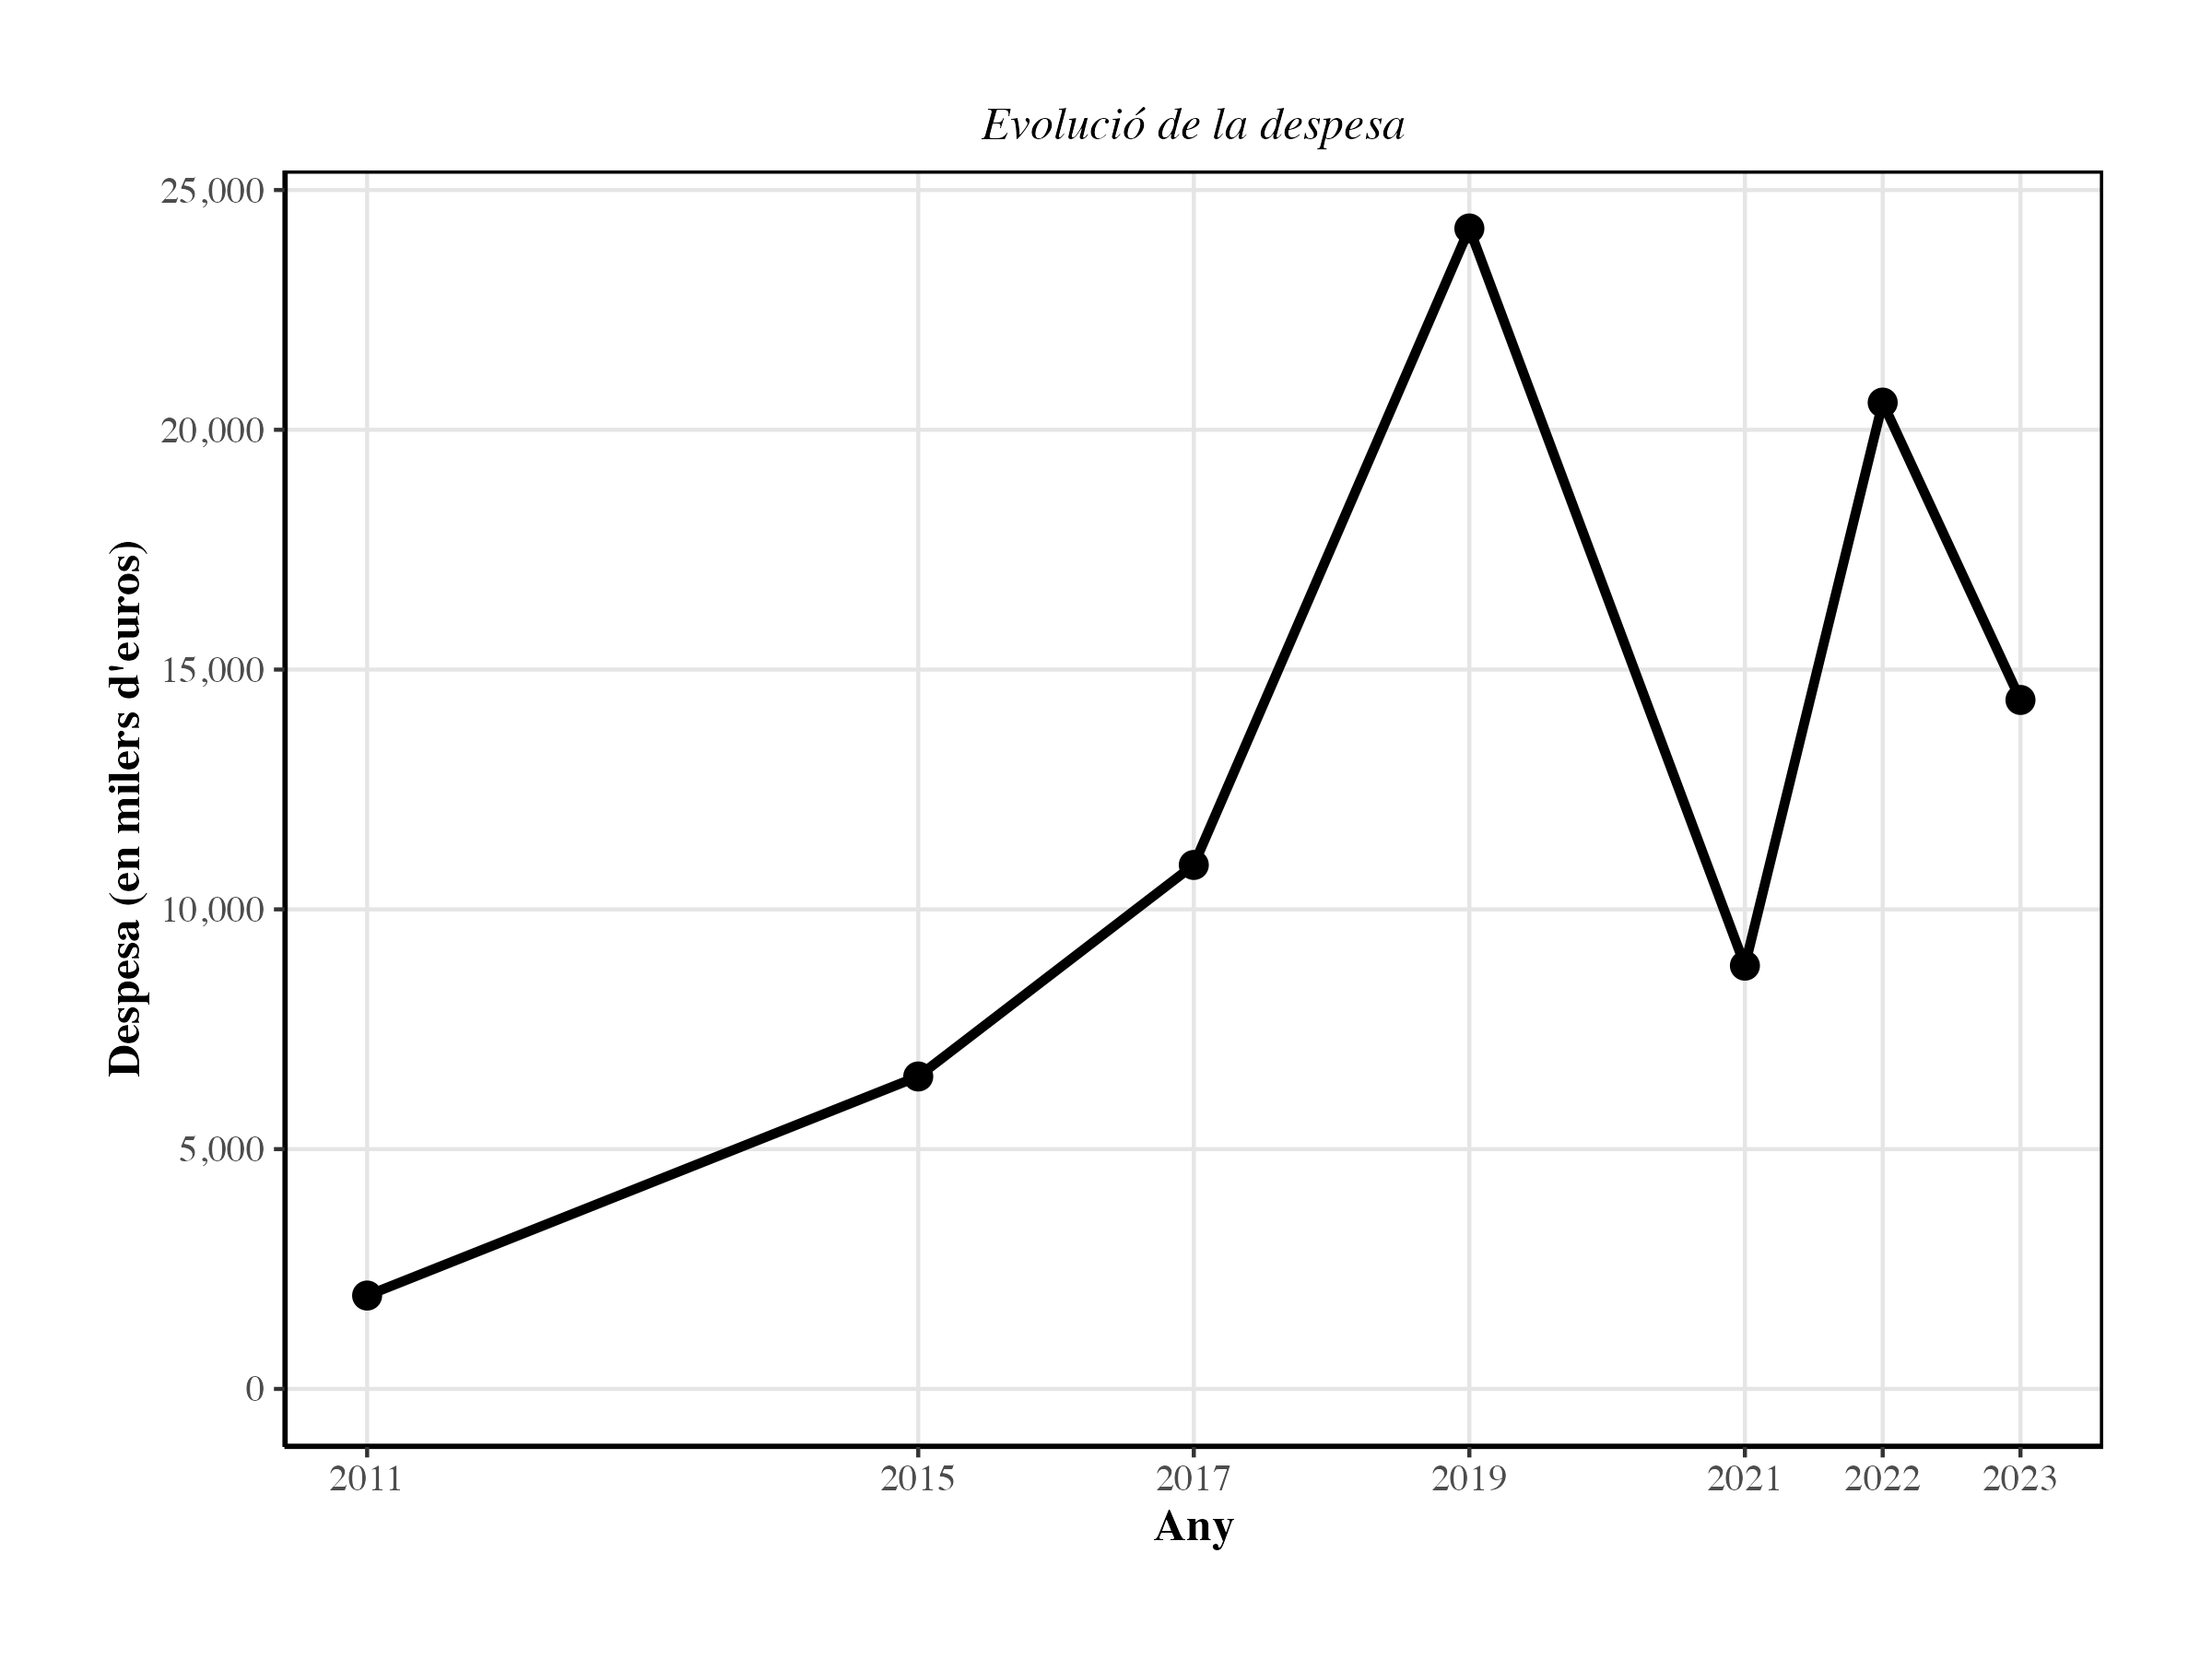 Evolució de la despesa
25,000
20,000
15,000
10,000
5,000
0
Despesa (en milers d'euros)
2011 2015 2017 2019 2021 2022 2023
Any